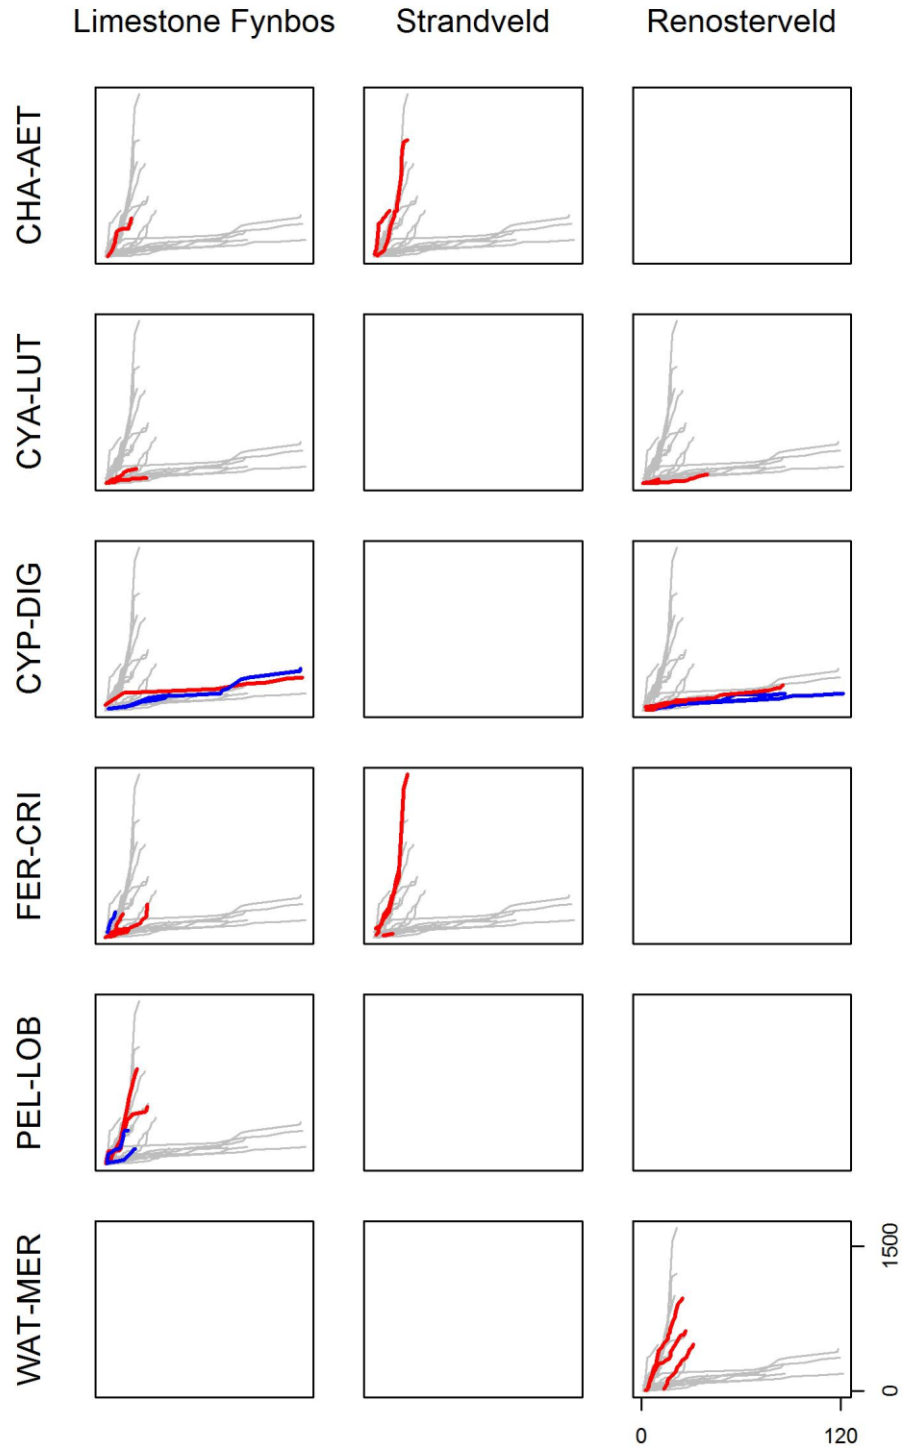 Limestone Fynbos Strandveld Renosterveld
CHA-AET
CYA-LUT
CYP-DIG
FER-CRI
PEL-LOB
WAT-MER
1500
0
0 120